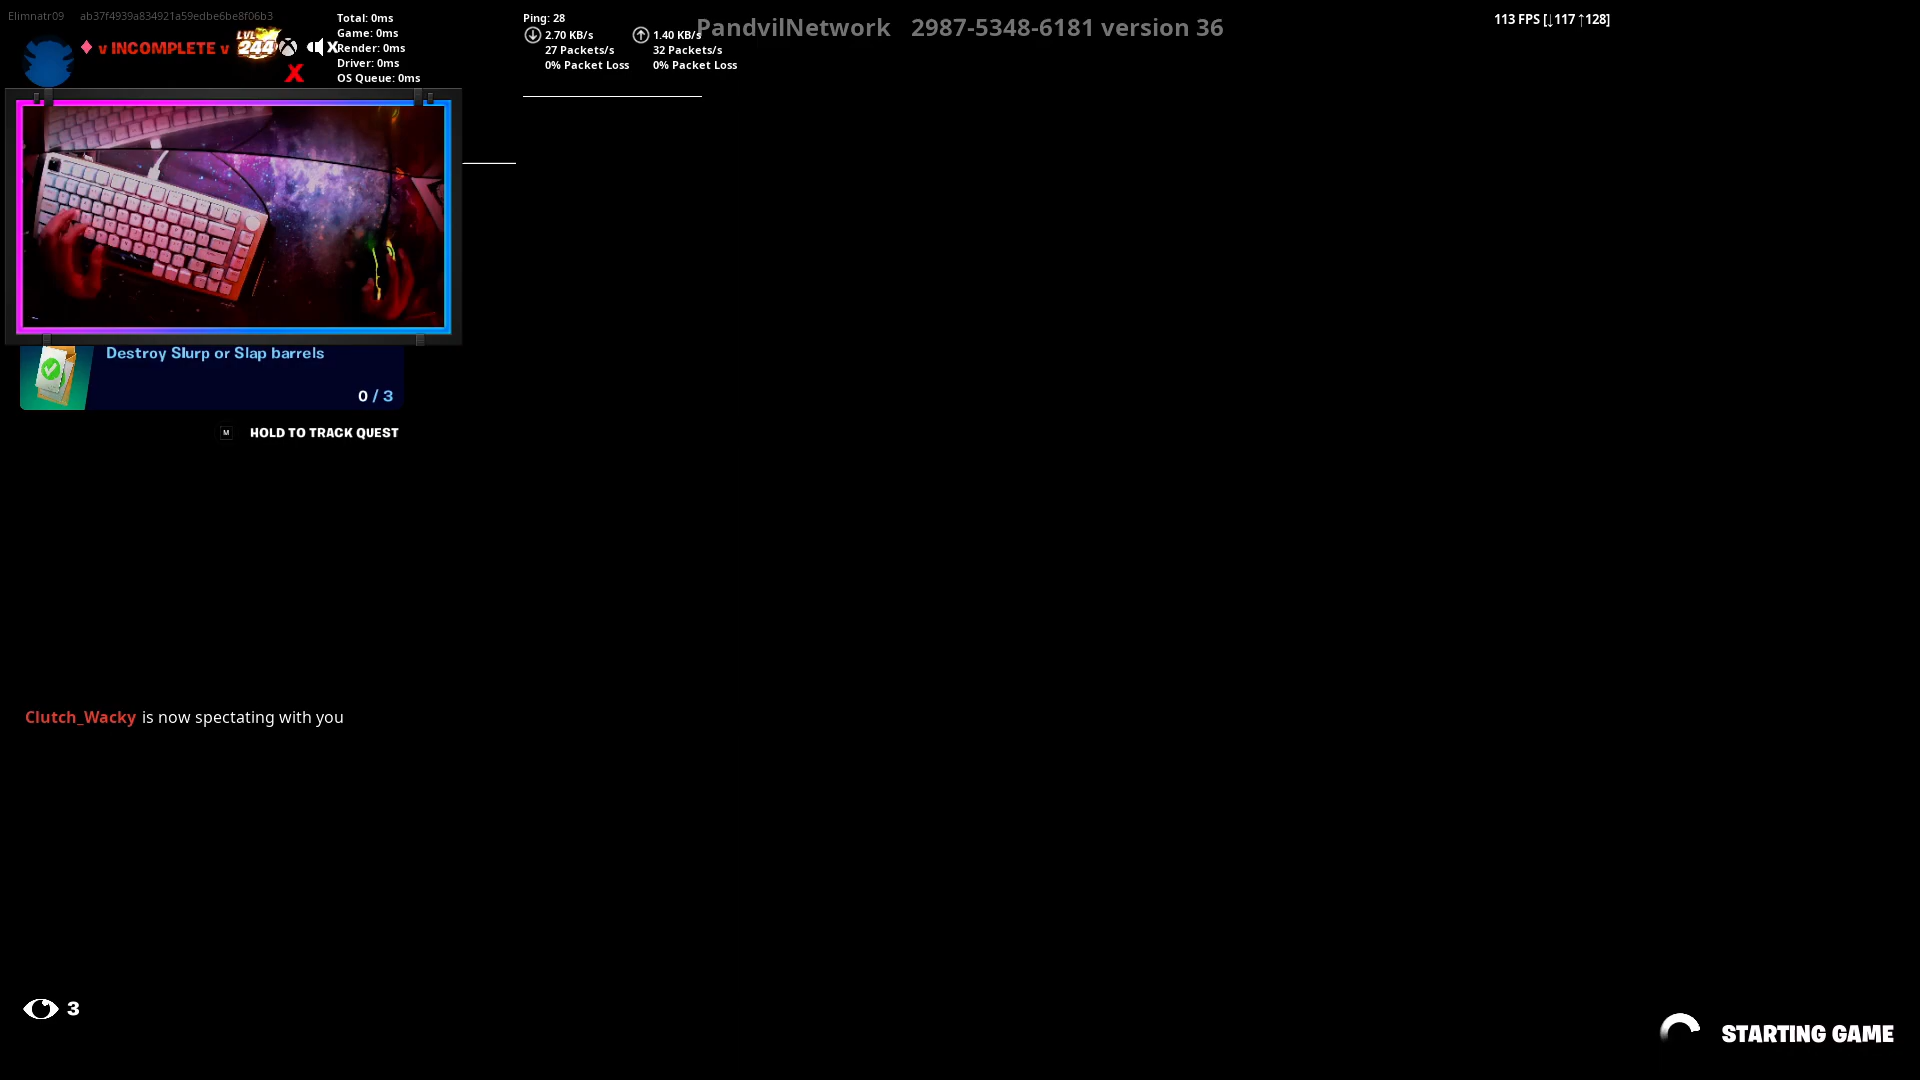 Elimnatr09 ab37f4939a834921a59edbe6be8f06b3
v INCOMPLETE v LVL 244 X
X
Total: 0ms
Game: 0ms
Render: 0ms
Driver: 0ms
OS Queue: 0ms
Ping: 28
2.70 KB/s 1.40 KB/s
27 Packets/s 32 Packets/s
0% Packet Loss 0% Packet Loss
PandvilNetwork 2987-5348-6181 version 36
113 FPS [↓117 ↑128]
Destroy Slurp or Slap barrels
0 / 3
M HOLD TO TRACK QUEST
Clutch_Wacky is now spectating with you
3
STARTING GAME